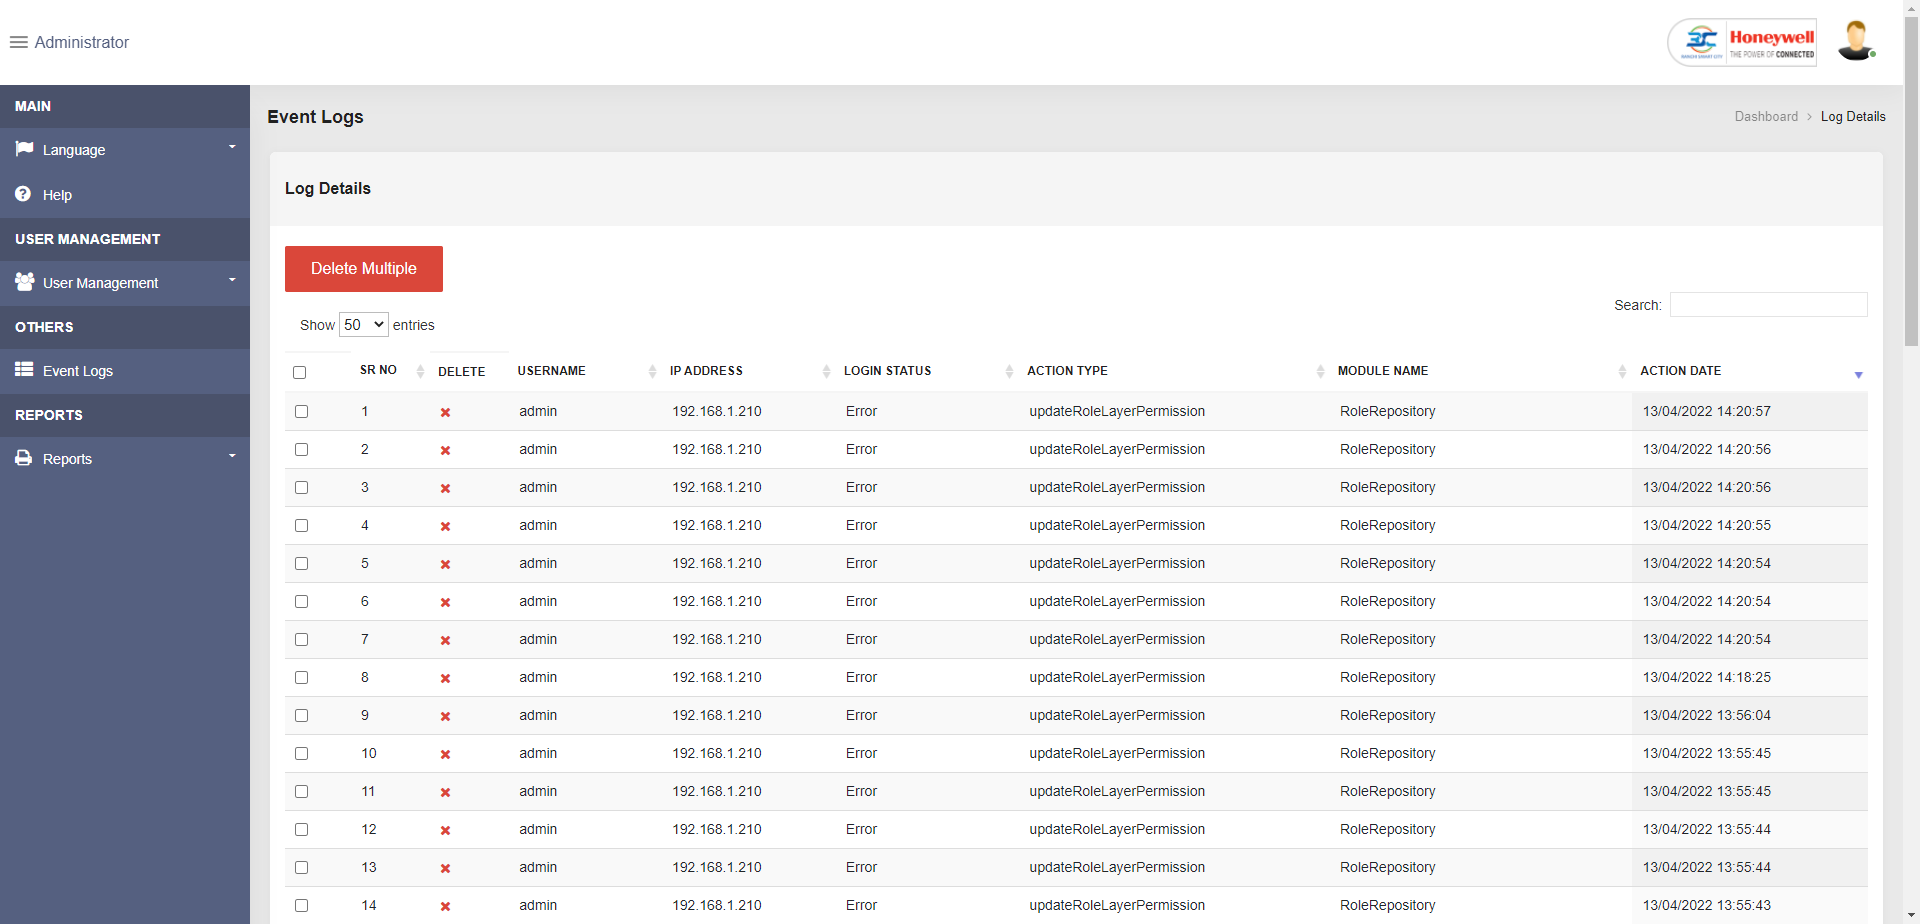 Administrator
Honeywell
THE POWER OF CONNECTED
MAIN
Language
Help
USER MANAGEMENT
User Management
OTHERS
Event Logs
REPORTS
Reports
Event Logs
Dashboard > Log Details
Log Details
Delete Multiple
Show 50 entries
Search:
SR NO DELETE USERNAME IP ADDRESS LOGIN STATUS ACTION TYPE MODULE NAME ACTION DATE
1 admin 192.168.1.210 Error updateRoleLayerPermission RoleRepository 13/04/2022 14:20:57
2 admin 192.168.1.210 Error updateRoleLayerPermission RoleRepository 13/04/2022 14:20:56
3 admin 192.168.1.210 Error updateRoleLayerPermission RoleRepository 13/04/2022 14:20:56
4 admin 192.168.1.210 Error updateRoleLayerPermission RoleRepository 13/04/2022 14:20:55
5 admin 192.168.1.210 Error updateRoleLayerPermission RoleRepository 13/04/2022 14:20:54
6 admin 192.168.1.210 Error updateRoleLayerPermission RoleRepository 13/04/2022 14:20:54
7 admin 192.168.1.210 Error updateRoleLayerPermission RoleRepository 13/04/2022 14:20:54
8 admin 192.168.1.210 Error updateRoleLayerPermission RoleRepository 13/04/2022 14:18:25
9 admin 192.168.1.210 Error updateRoleLayerPermission RoleRepository 13/04/2022 13:56:04
10 admin 192.168.1.210 Error updateRoleLayerPermission RoleRepository 13/04/2022 13:55:45
11 admin 192.168.1.210 Error updateRoleLayerPermission RoleRepository 13/04/2022 13:55:45
12 admin 192.168.1.210 Error updateRoleLayerPermission RoleRepository 13/04/2022 13:55:44
13 admin 192.168.1.210 Error updateRoleLayerPermission RoleRepository 13/04/2022 13:55:44
14 admin 192.168.1.210 Error updateRoleLayerPermission RoleRepository 13/04/2022 13:55:43